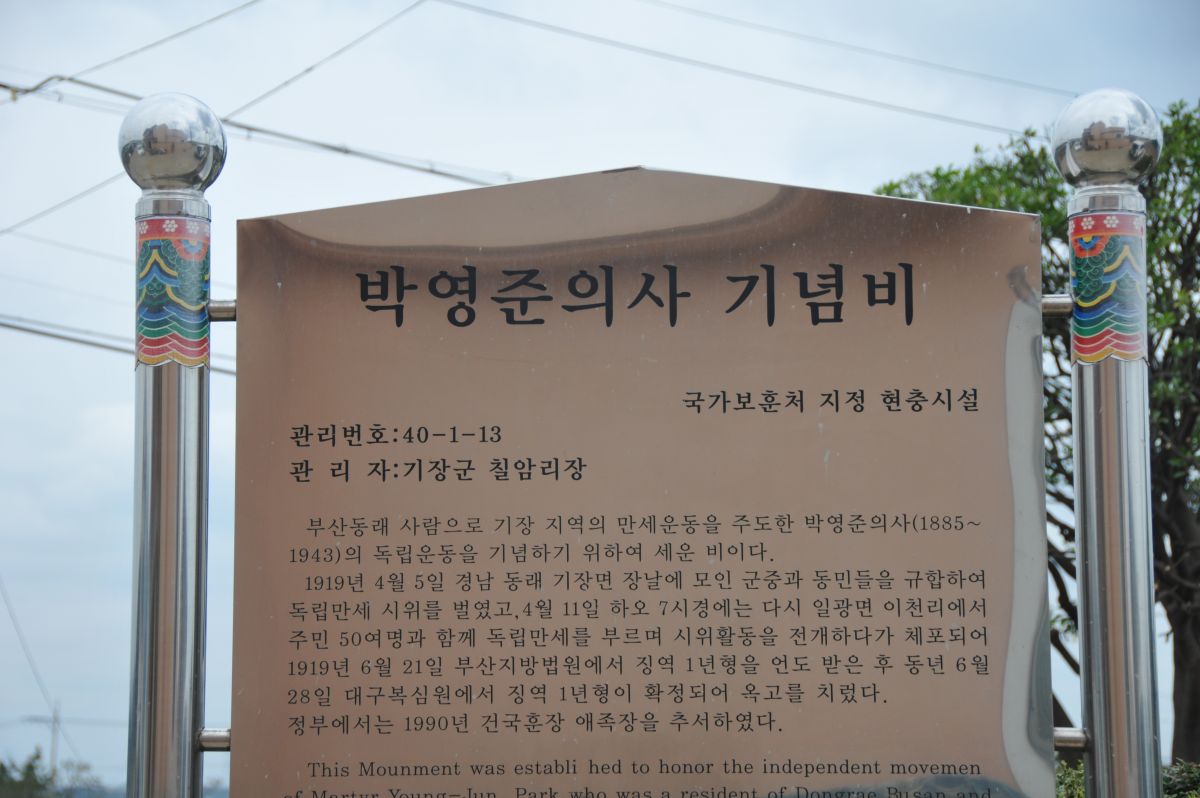 박영준의사 기념비
국가보훈처 지정 현충시설
관리번호:40-1-13
관 리 자:기장군 칠암리장
부산동래 사람으로 기장 지역의 만세운동을 주도한 박영준의사(1885~
1943)의 독립운동을 기념하기 위하여 세운 비이다.
1919년 4월 5일 경남 동래 기장면 장날에 모인 군중과 동민들을 규합하여
독립만세 시위를 벌였고,4월 11일 하오 7시경에는 다시 일광면 이천리에서
주민 50여명과 함께 독립만세를 부르며 시위활동을 전개하다가 체포되어
1919년 6월 21일 부산지방법원에서 징역 1년형을 언도 받은 후 동년 6월
28일 대구복심원에서 징역 1년형이 확정되어 옥고를 치렀다.
정부에서는 1990년 건국훈장 애족장을 추서하였다.
This Mounment was establi hed to honor the independent movemen
of Martyr Young-Jun, Park who was a resident of Dongrae Busan and